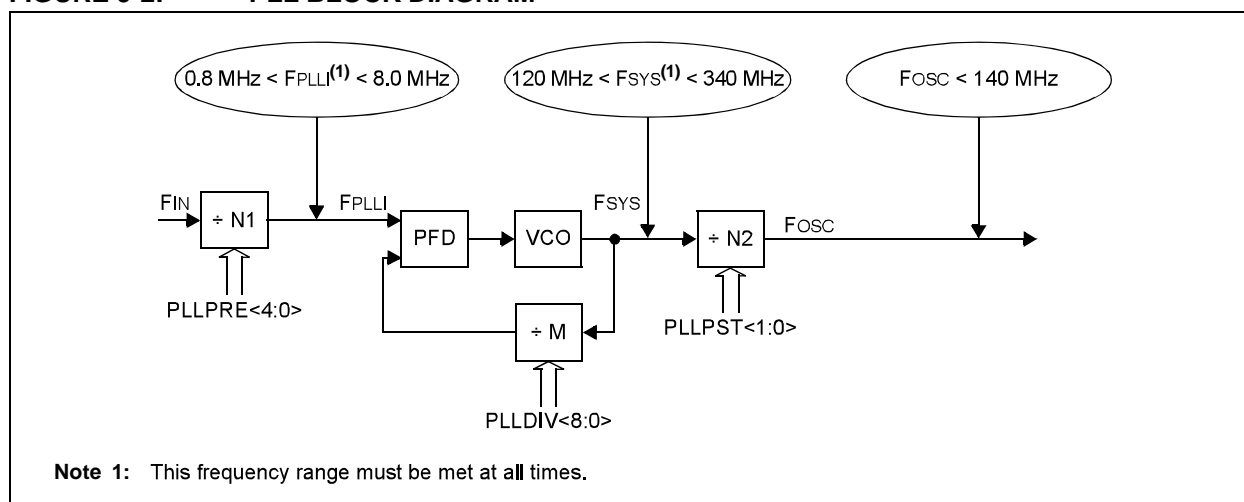 FIGURE 9-2: PLL BLOCK DIAGRAM
0.8 MHz < FPLLI(1) < 8.0 MHz
120 MHz < FSYS(1) < 340 MHz
FOSC < 140 MHz
FIN
÷ N1
FPLLI
PFD
VCO
FSYS
÷ N2
FOSC
PLLPRE<4:0>
÷ M
PLLPST<1:0>
PLLDIV<8:0>
Note 1: This frequency range must be met at all times.